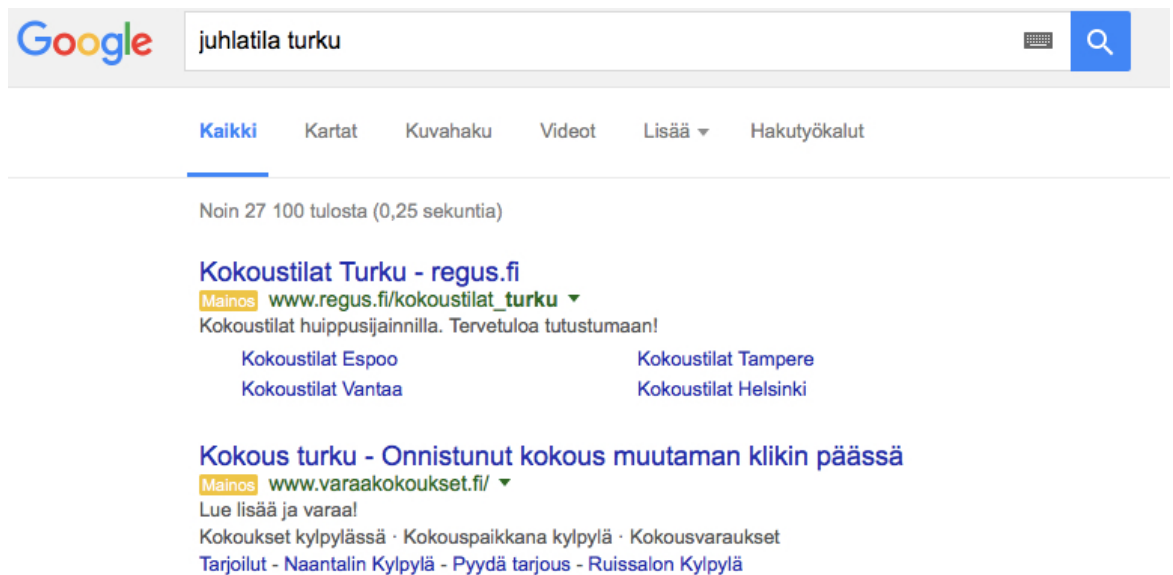 Google juhlatila turku
Kaikki Kartat Kuvahaku Videot Lisää Hakutyökalut
Noin 27 100 tulosta (0,25 sekuntia)
Kokoustilat Turku - regus.fi
Mainos www.regus.fi/kokoustilat_turku
Kokoustilat huippusijainnilla. Tervetuloa tutustumaan!
Kokoustilat Espoo Kokoustilat Tampere
Kokoustilat Vantaa Kokoustilat Helsinki
Kokous turku - Onnistunut kokous muutaman klikin päässä
Mainos www.varaakokoukset.fi/
Lue lisää ja varaa!
Kokoukset kylpylässä · Kokouspaikkana kylpylä · Kokousvaraukset
Tarjoilut - Naantalin Kylpylä - Pyydä tarjous - Ruissalon Kylpylä